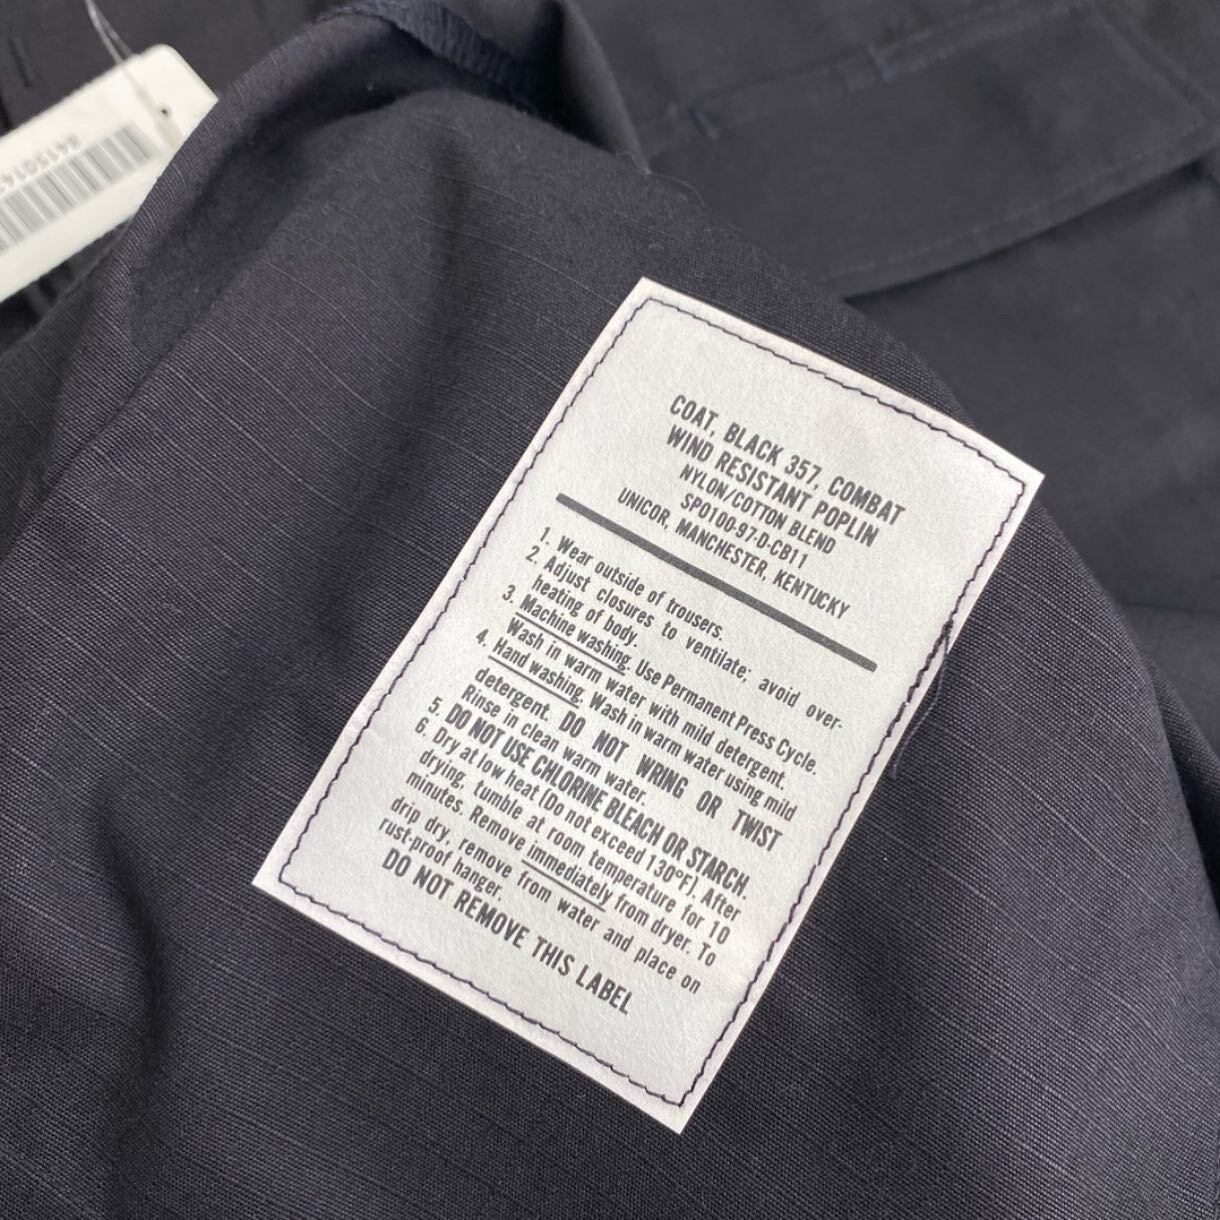 COAT, BLACK 357, COMBAT
WIND RESISTANT POPLIN
NYLON/COTTON BLEND
SPO100-97-D-CB11
UNICOR, MANCHESTER, KENTUCKY
1. Wear outside of trousers.
2. Adjust closures to ventilate; avoid over-
heating of body.
3. Machine washing. Use Permanent Press Cycle.
Wash in warm water with mild detergent.
4. Hand washing. Wash in warm water using mild
detergent. DO NOT WRING OR TWIST
Rinse in clean warm water.
5. DO NOT USE CHLORINE BLEACH OR STARCH.
6. Dry at low heat (Do not exceed 130°F). After
drying, tumble at room temperature for 10
minutes. Remove immediately from dryer. To
drip dry, remove from water and place on
rust-proof hanger.
DO NOT REMOVE THIS LABEL